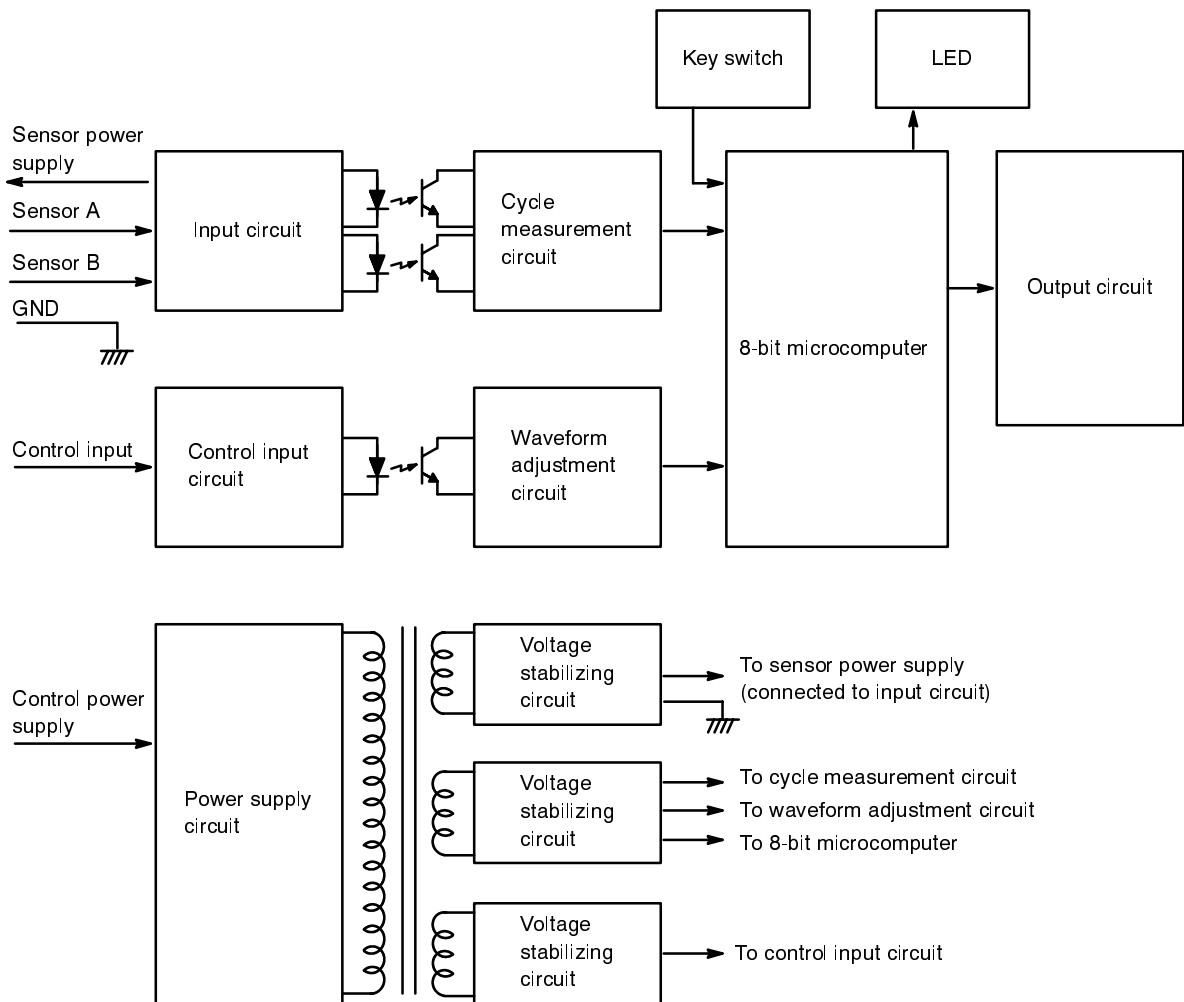 Key switch
LED
Sensor power
supply
Sensor A
Sensor B
GND
Input circuit
Cycle
measurement
circuit
8-bit microcomputer
Output circuit
Control input
Control input
circuit
Waveform
adjustment
circuit
Control power
supply
Power supply
circuit
Voltage
stabilizing
circuit
To sensor power supply
(connected to input circuit)
Voltage
stabilizing
circuit
To cycle measurement circuit
To waveform adjustment circuit
To 8-bit microcomputer
Voltage
stabilizing
circuit
To control input circuit